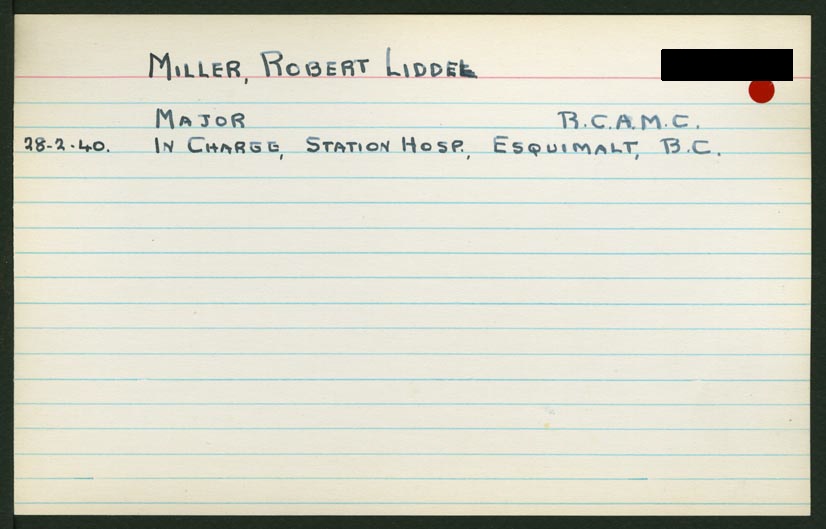 MILLER, ROBERT LIDDEL
MAJOR R.C.A.M.C.
28-2-40. IN CHARGE, STATION HOSP., ESQUIMALT, B.C.